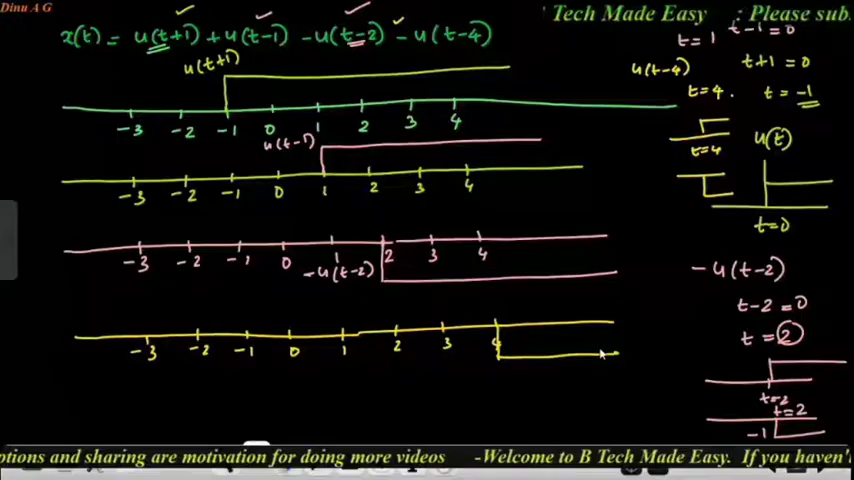 Dinu A G
Tech Made Easy : Please sub
x(t) = u(t+1) + u(t-1) - u(t-2) - u(t-4)
t=1 t-1=0
u(t+1)
u(t-4) t+1=0
t=4. t=-1
-3 -2 -1 0 1 2 3 4
u(t-1)
t=4 u(t)
-3 -2 -1 0 1 2 3 4
t=0
-3 -2 -1 0 1 2 3 4
-u(t-2)
-u(t-2)
t-2=0
t=2
-3 -2 -1 0 1 2 3 4
t=2
t=2
-1
ptions and sharing are motivation for doing more videos -Welcome to B Tech Made Easy. If you haven'